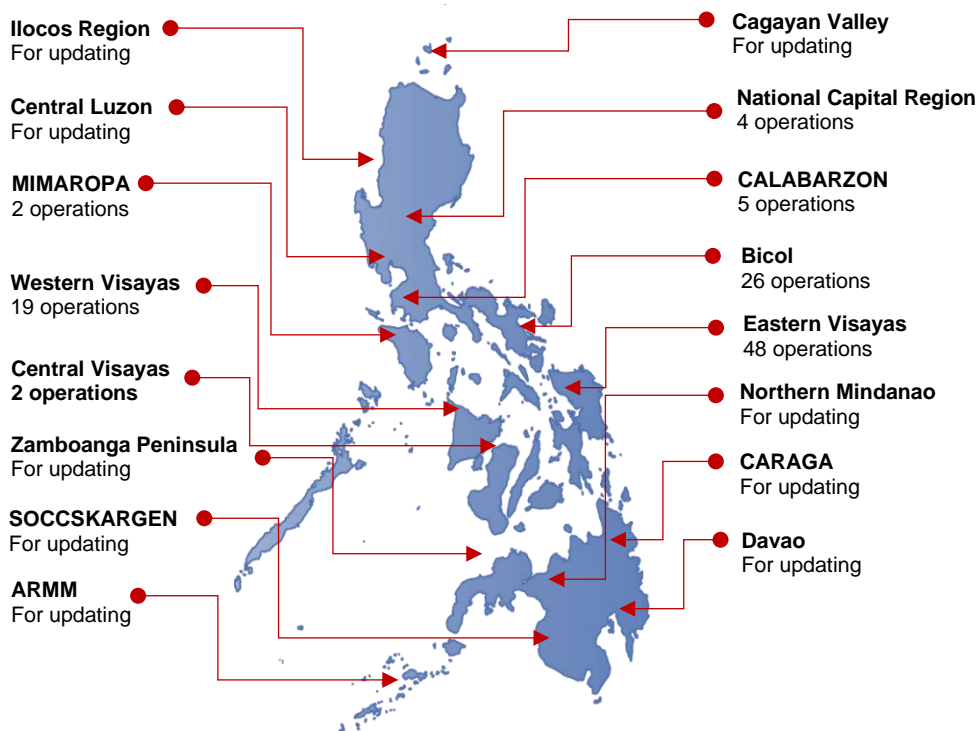 Ilocos Region
For updating
Central Luzon
For updating
MIMAROPA
2 operations
Western Visayas
19 operations
Central Visayas
2 operations
Zamboanga Peninsula
For updating
SOCCSKARGEN
For updating
ARMM
For updating
Cagayan Valley
For updating
National Capital Region
4 operations
CALABARZON
5 operations
Bicol
26 operations
Eastern Visayas
48 operations
Northern Mindanao
For updating
CARAGA
For updating
Davao
For updating